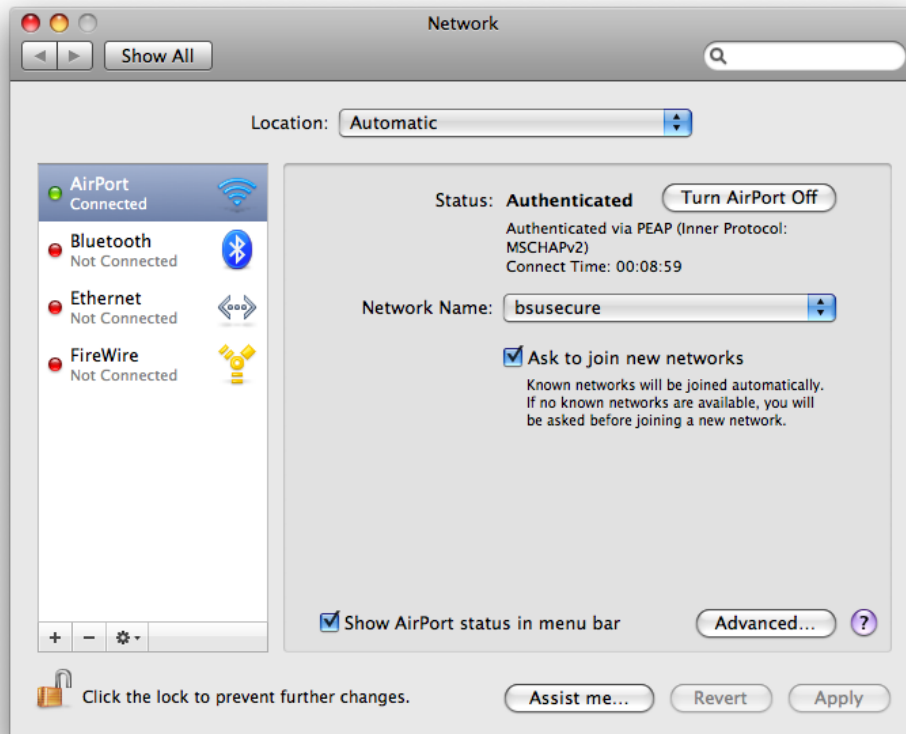 Network
Show All
Location: Automatic
AirPort
Connected
Bluetooth
Not Connected
Ethernet
Not Connected
FireWire
Not Connected
Status: Authenticated Turn AirPort Off
Authenticated via PEAP (Inner Protocol:
MSCHAPv2)
Connect Time: 00:08:59
Network Name: bsusecure
Ask to join new networks
Known networks will be joined automatically.
If no known networks are available, you will
be asked before joining a new network.
Show AirPort status in menu bar Advanced... ?
Click the lock to prevent further changes. Assist me... Revert Apply